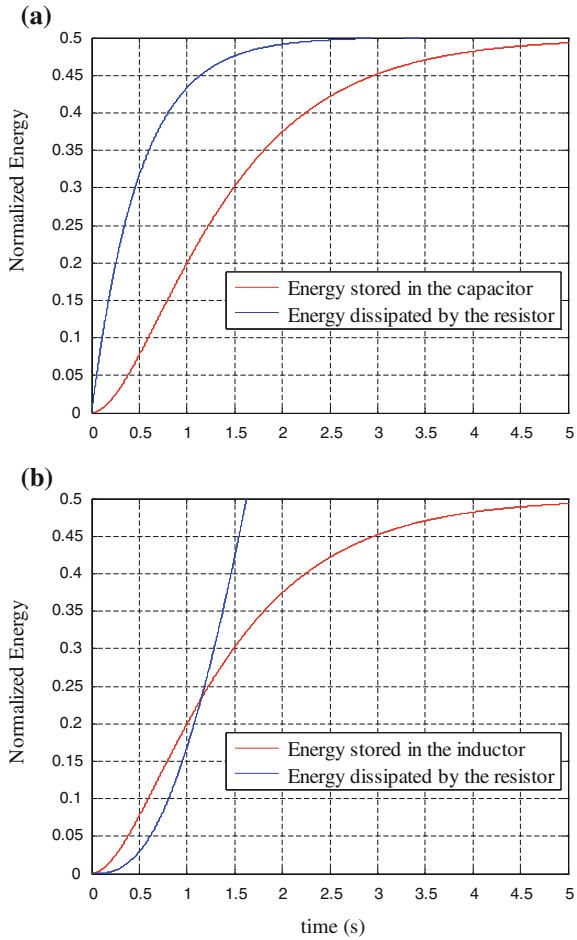 (a)
0.5
0.45
0.4
0.35
0.3
0.25
0.2
0.15
0.1
0.05
0
Normalized Energy
Energy stored in the capacitor
Energy dissipated by the resistor
0 0.5 1 1.5 2 2.5 3 3.5 4 4.5 5
(b)
0.5
0.45
0.4
0.35
0.3
0.25
0.2
0.15
0.1
0.05
0
Normalized Energy
Energy stored in the inductor
Energy dissipated by the resistor
0 0.5 1 1.5 2 2.5 3 3.5 4 4.5 5
time (s)